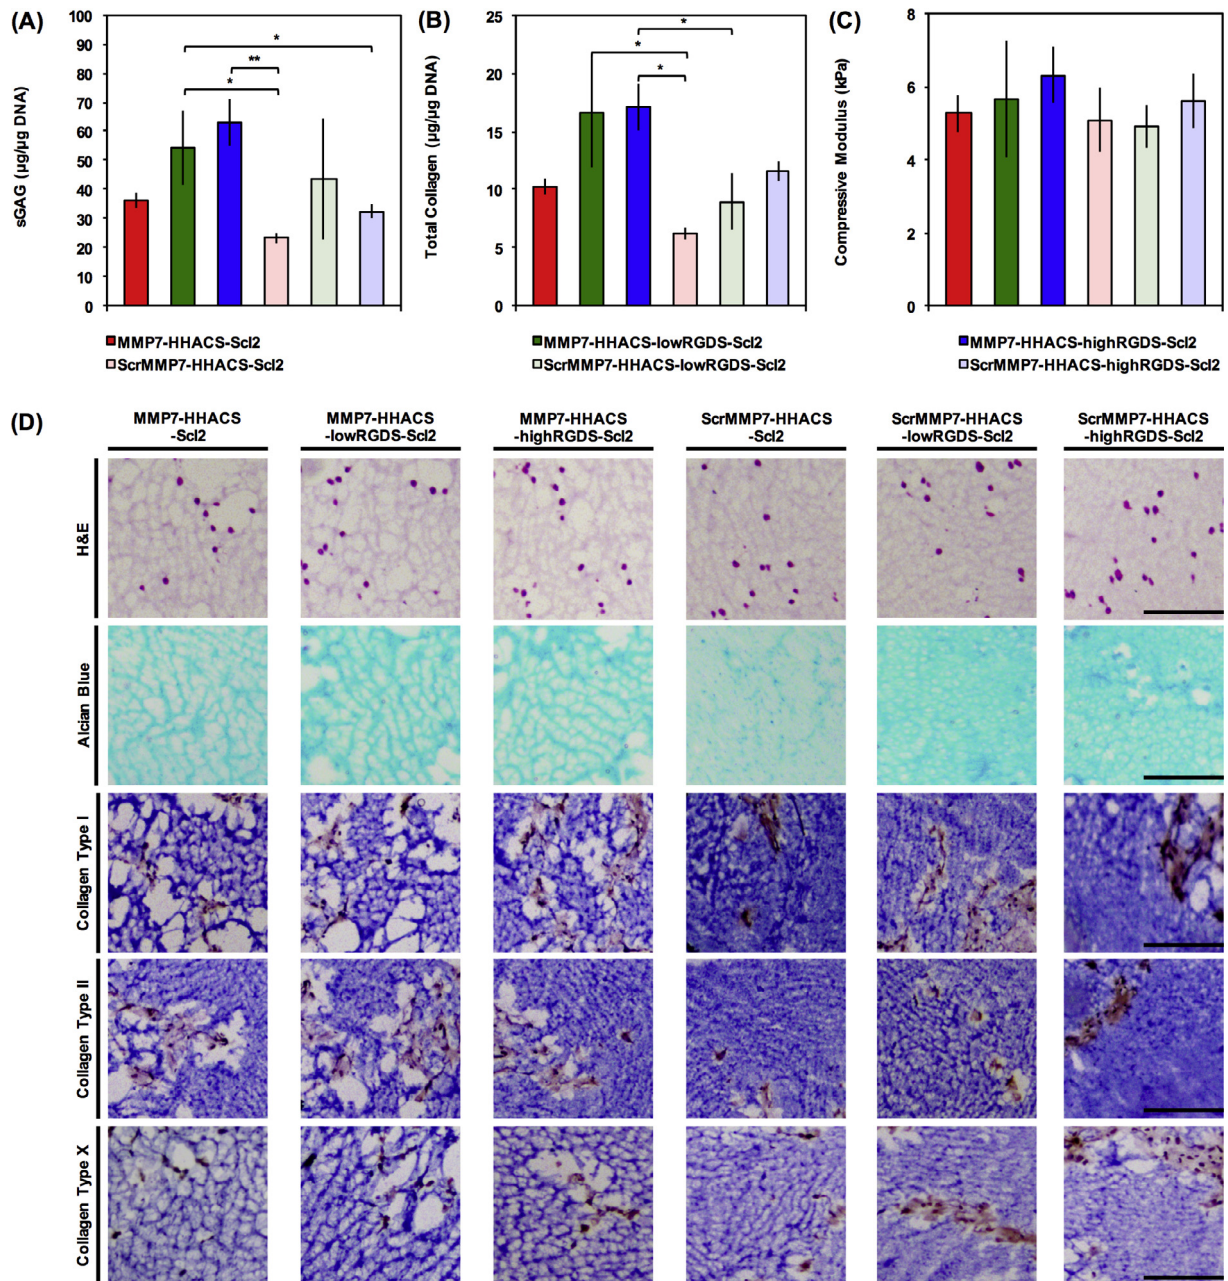 (A)
100
90
80
70
60
50
40
30
20
10
0
sGAG (µg/µg DNA)
*
**
*
(B)
25
20
15
10
5
0
Total Collagen (µg/µg DNA)
*
*
*
(C)
8
6
4
2
0
Compressive Modulus (kPa)
MMP7-HHACS-Scl2
ScrMMP7-HHACS-Scl2
MMP7-HHACS-lowRGDS-Scl2
ScrMMP7-HHACS-lowRGDS-Scl2
MMP7-HHACS-highRGDS-Scl2
ScrMMP7-HHACS-highRGDS-Scl2
(D)
MMP7-HHACS
-Scl2
MMP7-HHACS
-lowRGDS-Scl2
MMP7-HHACS
-highRGDS-Scl2
ScrMMP7-HHACS
-Scl2
ScrMMP7-HHACS
-lowRGDS-Scl2
ScrMMP7-HHACS
-highRGDS-Scl2
H&E
Alcian Blue
Collagen Type I
Collagen Type II
Collagen Type X